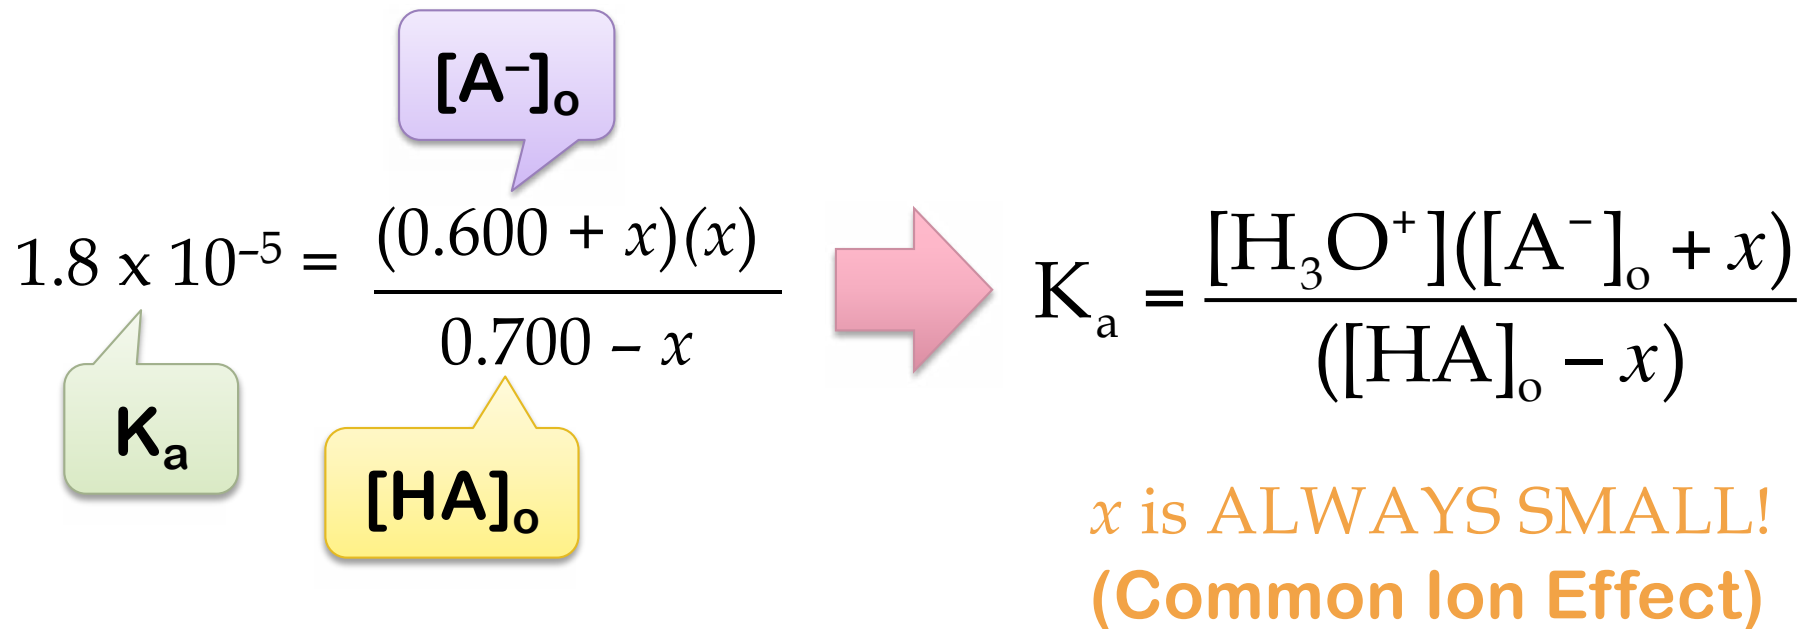 [A⁻]ₒ
1.8 x 10⁻⁵ = (0.600 + x)(x)
0.700 – x
Kₐ
[HA]ₒ
Kₐ = [H₃O⁺]([A⁻]ₒ + x)
([HA]ₒ – x)
x is ALWAYS SMALL!
(Common Ion Effect)